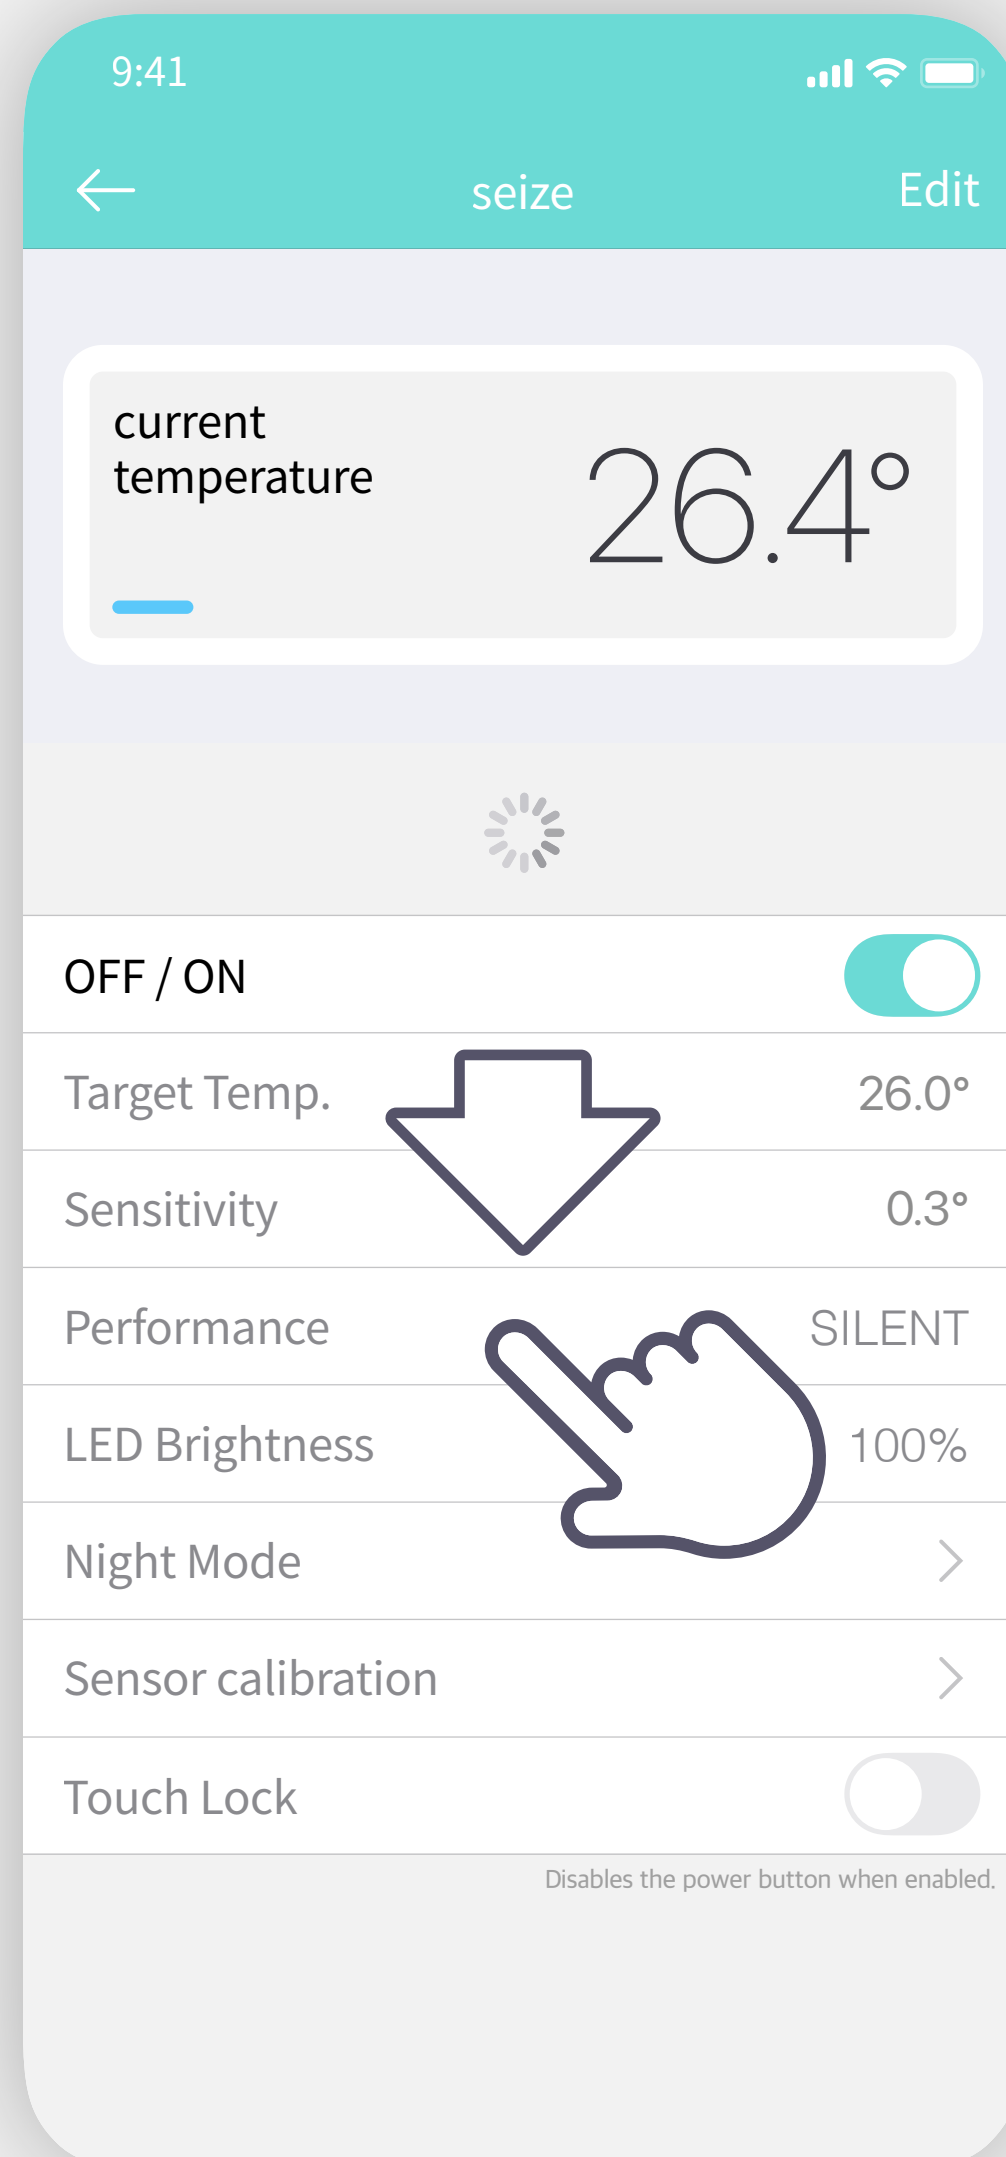 9:41
seize
Edit
current
temperature
26.4°
OFF / ON
Target Temp.
26.0°
Sensitivity
0.3°
Performance
SILENT
LED Brightness
100%
Night Mode
Sensor calibration
Touch Lock
Disables the power button when enabled.